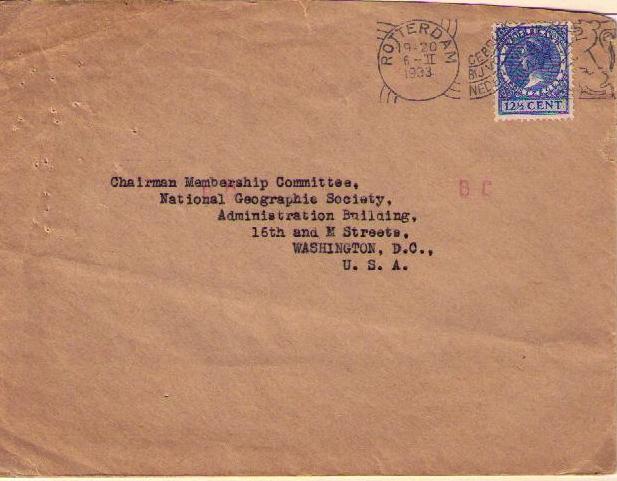 ROTTERDAM
19-20
6-II
1933
12½ CENT
B C
Chairman Membership Committee,
National Geographic Society,
Administration Building,
16th and M Streets,
WASHINGTON, D.C.,
U. S. A.